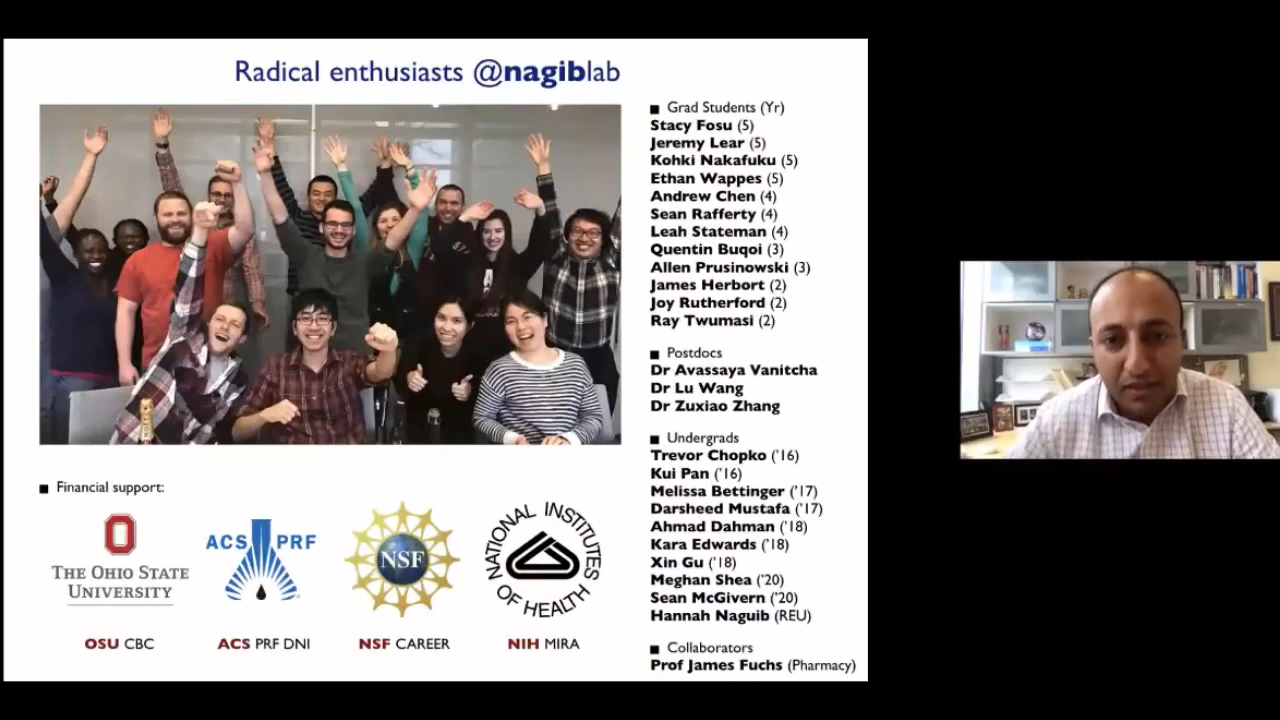 Radical enthusiasts @nagiblab
Grad Students (Yr)
Stacy Fosu (5)
Jeremy Lear (5)
Kohki Nakafuku (5)
Ethan Wappes (5)
Andrew Chen (4)
Sean Rafferty (4)
Leah Stateman (4)
Quentin Buqoi (3)
Allen Prusinowski (3)
James Herbort (2)
Joy Rutherford (2)
Ray Twumasi (2)
Postdocs
Dr Avassaya Vanitcha
Dr Lu Wang
Dr Zuxiao Zhang
Undergrads
Trevor Chopko ('16)
Kui Pan ('16)
Melissa Bettinger ('17)
Darsheed Mustafa ('17)
Ahmad Dahman ('18)
Kara Edwards ('18)
Xin Gu ('18)
Meghan Shea ('20)
Sean McGivern ('20)
Hannah Naguib (REU)
Collaborators
Prof James Fuchs (Pharmacy)
Financial support:
THE OHIO STATE
UNIVERSITY
ACS PRF
NSF
NATIONAL INSTITUTES
OF HEALTH
OSU CBC
ACS PRF DNI
NSF CAREER
NIH MIRA